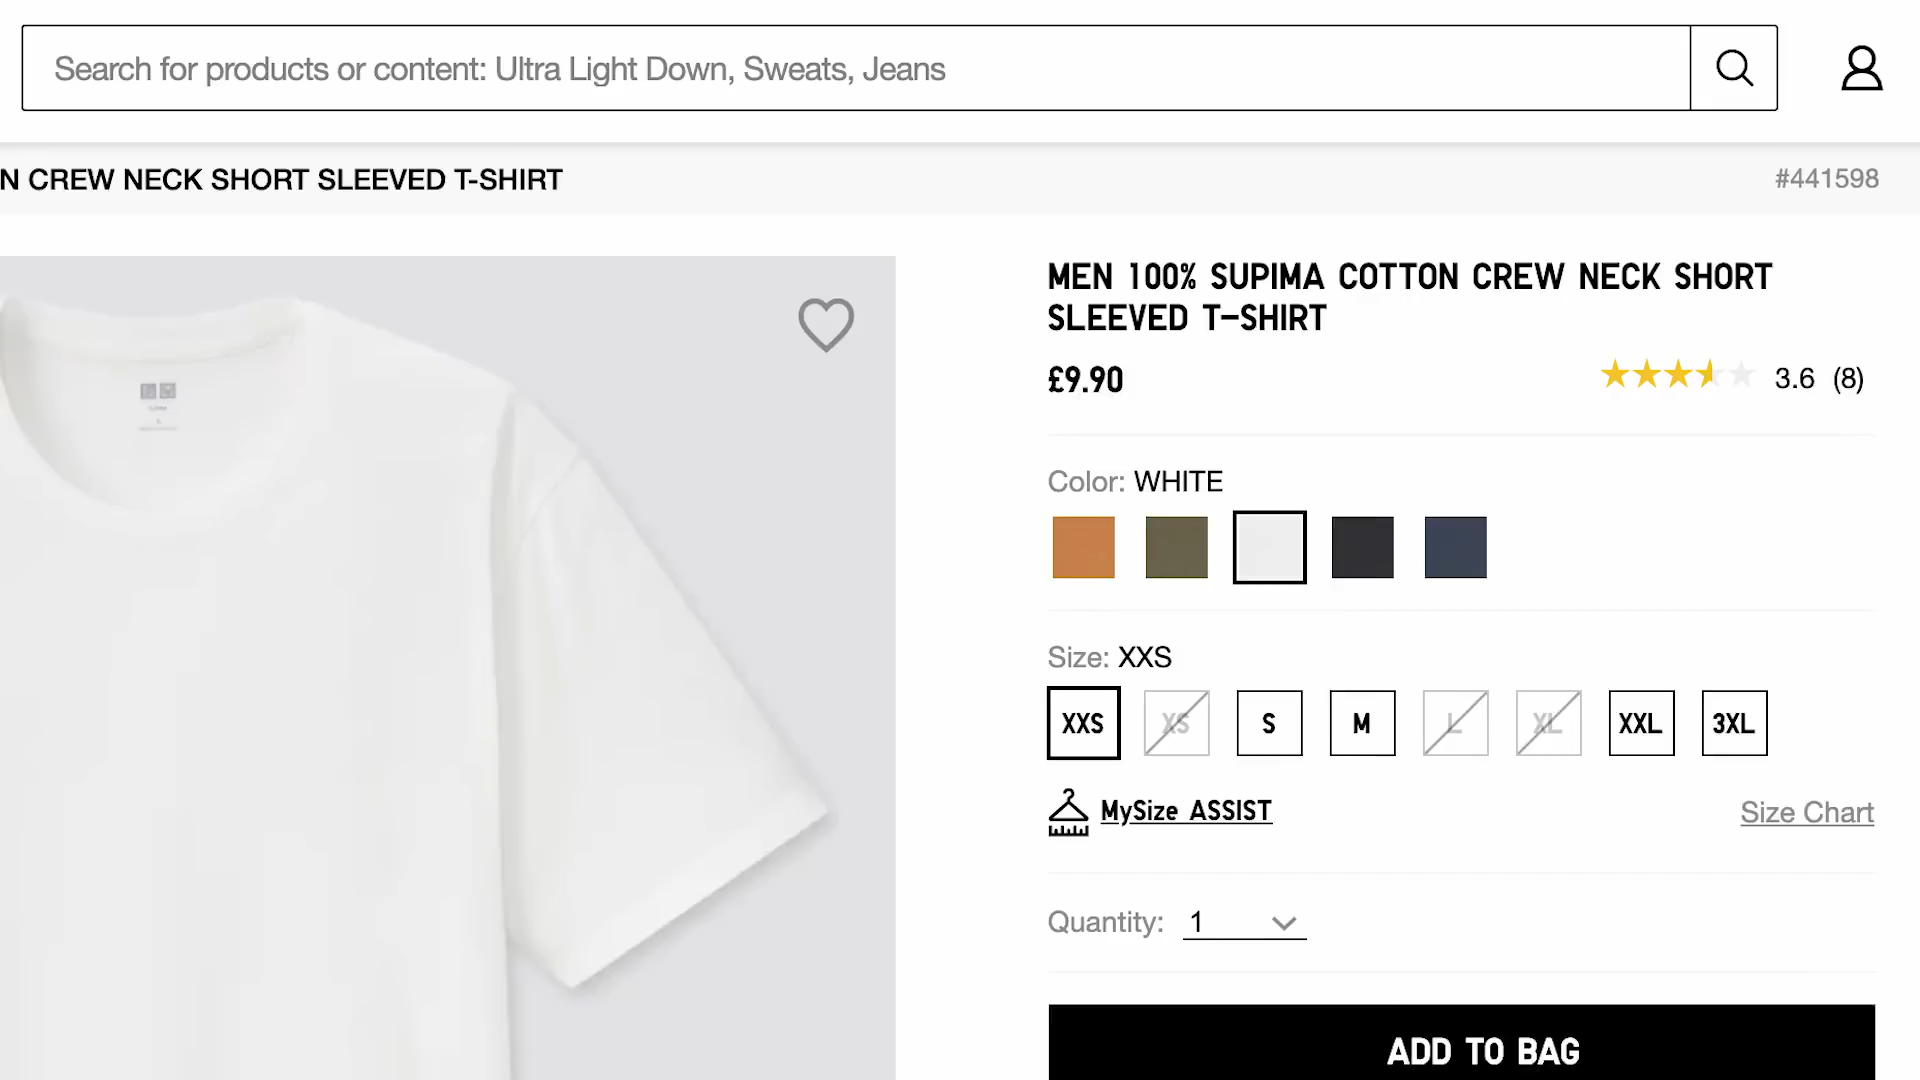 Search for products or content: Ultra Light Down, Sweats, Jeans
N CREW NECK SHORT SLEEVED T-SHIRT
#441598
MEN 100% SUPIMA COTTON CREW NECK SHORT
SLEEVED T-SHIRT
£9.90
3.6 (8)
Color: WHITE
Size: XXS
XXS XS S M L XL XXL 3XL
MySize ASSIST
Size Chart
Quantity: 1
ADD TO BAG